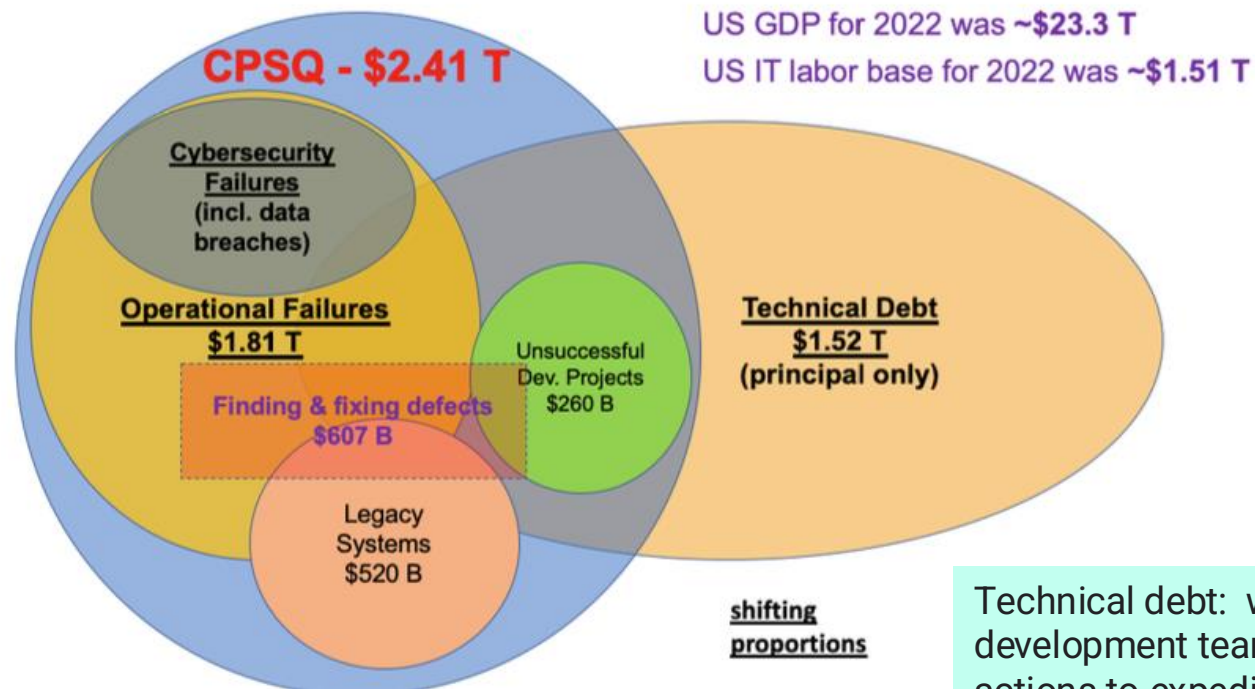 US GDP for 2022 was ~$23.3 T
CPSQ - $2.41 T
US IT labor base for 2022 was ~$1.51 T
Cybersecurity
Failures
(incl. data
breaches)
Operational Failures
$1.81 T
Unsuccessful
Dev. Projects
$260 B
Technical Debt
$1.52 T
(principal only)
Finding & fixing defects
$607 B
Legacy
Systems
$520 B
shifting
proportions
Technical debt:
development